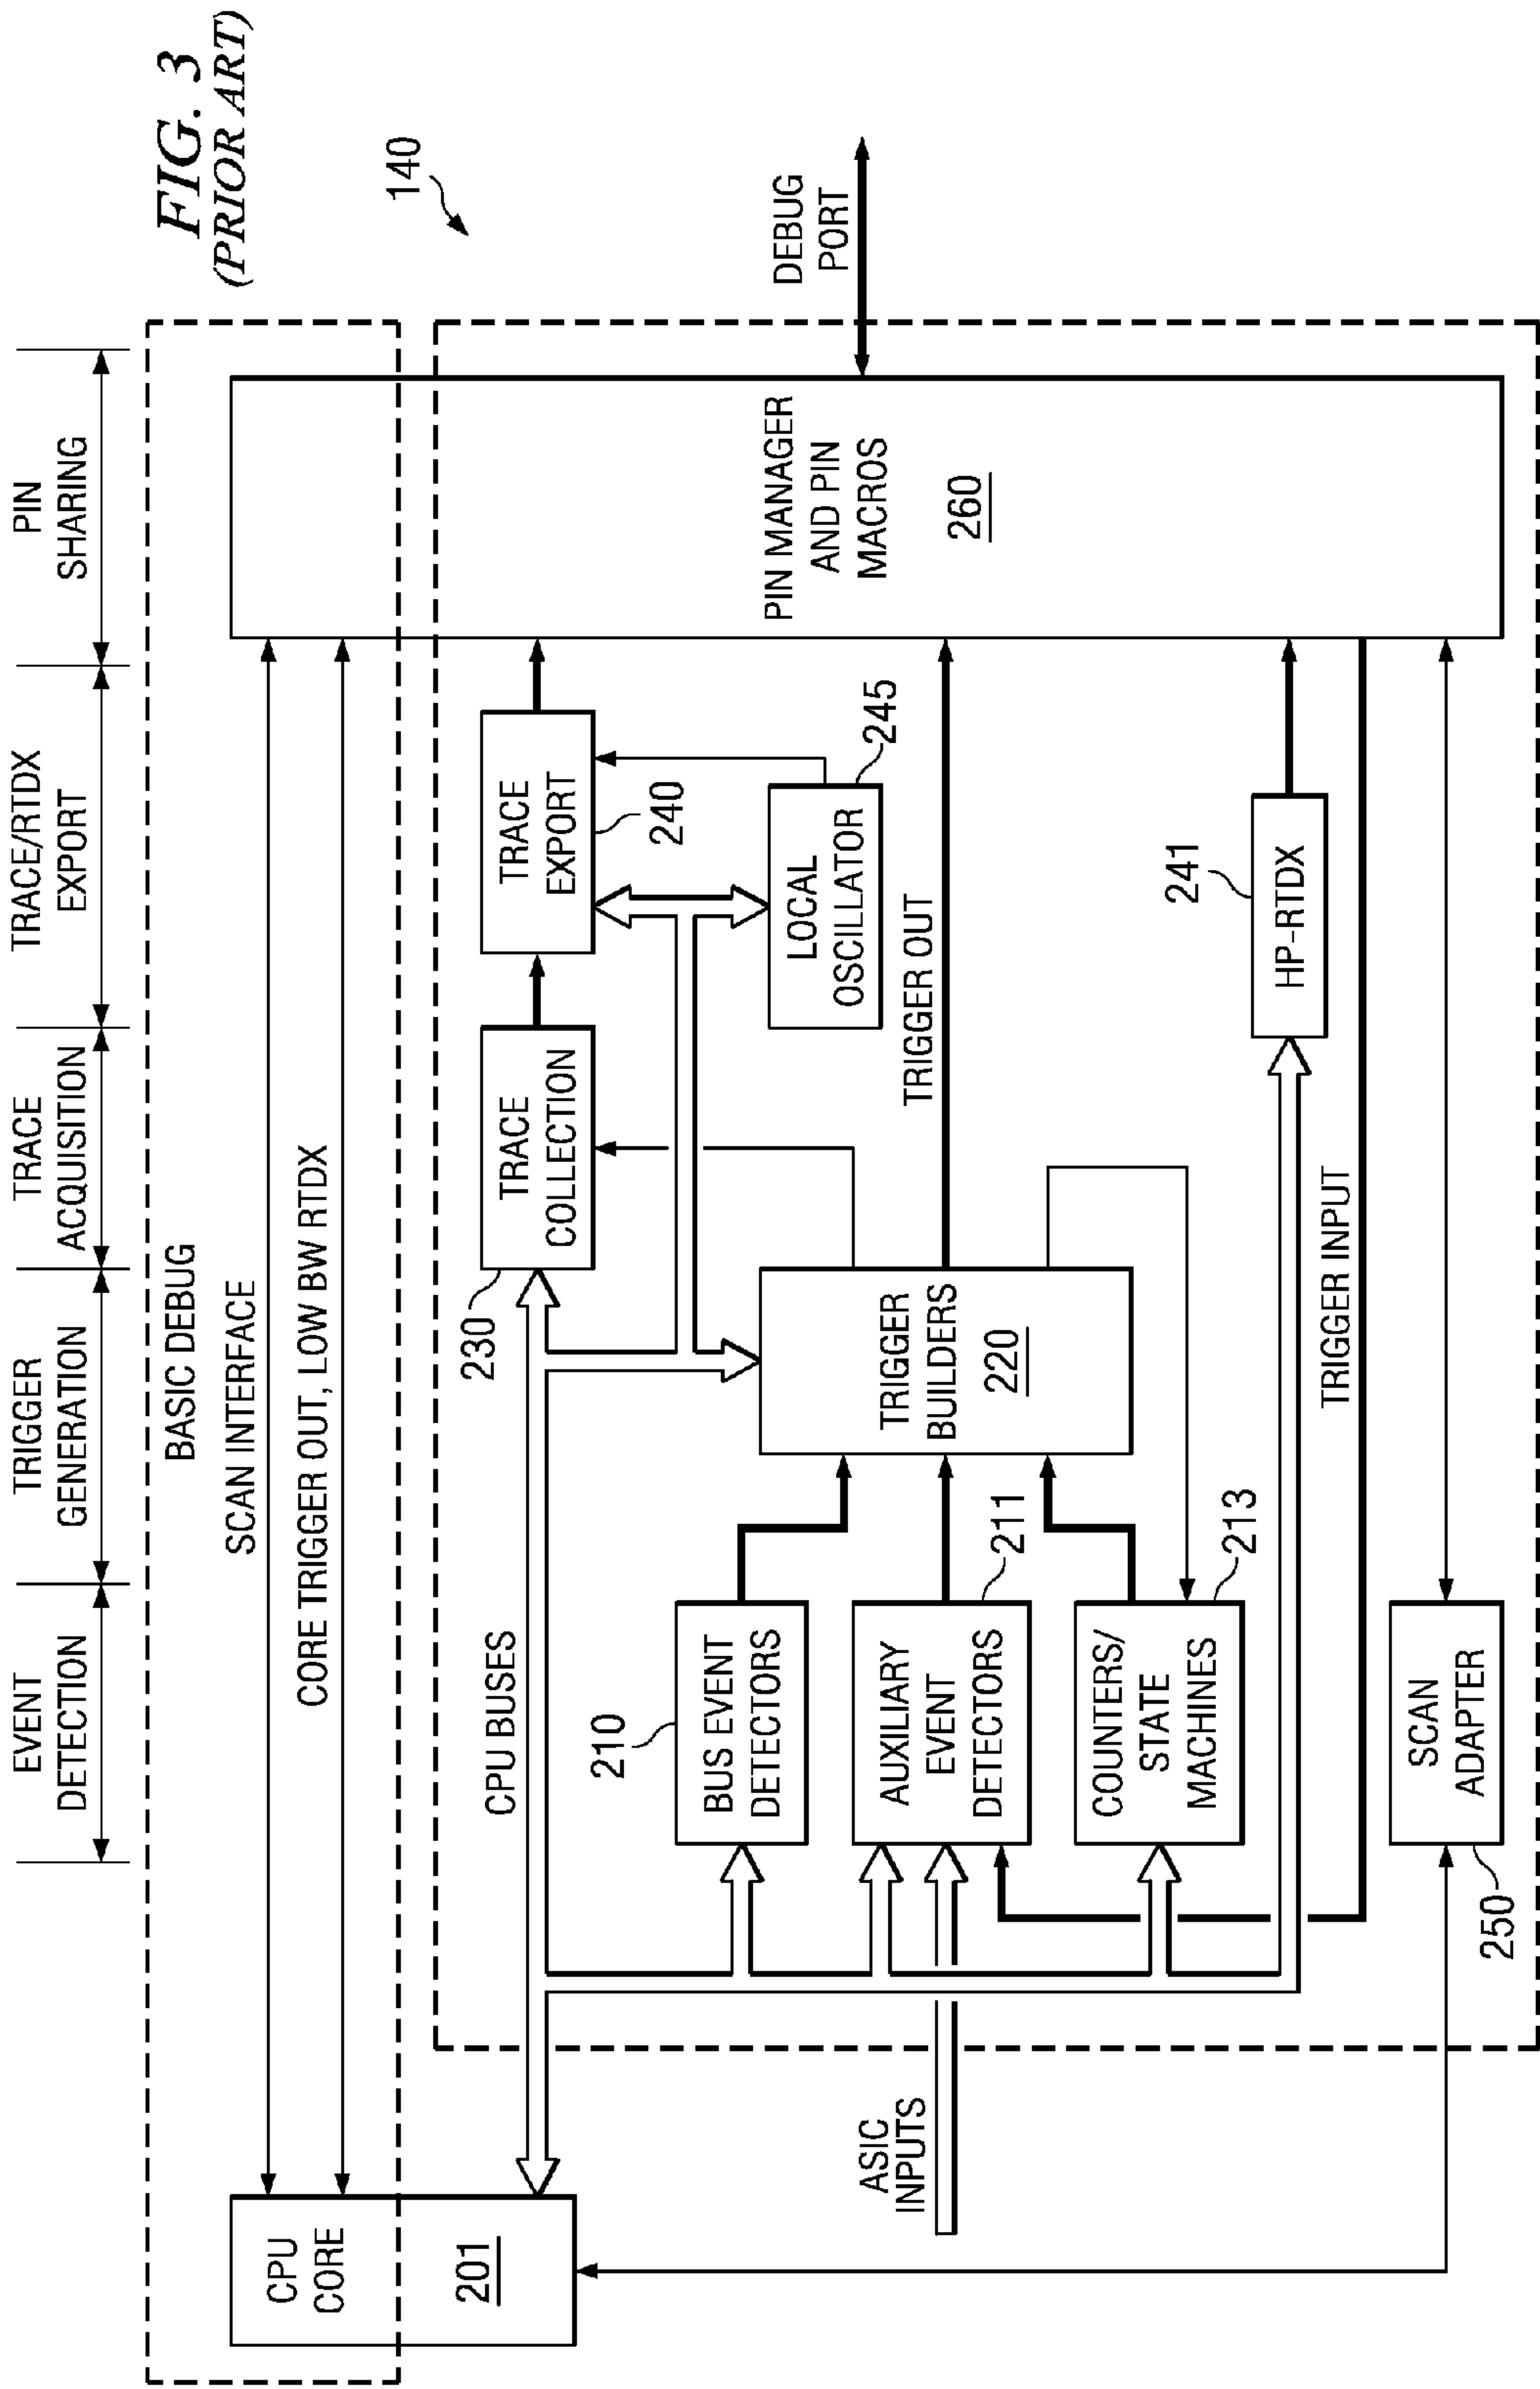 FIG. 3
(PRIOR ART)
EVENT
DETECTION
TRIGGER
GENERATION
TRACE
ACQUISITION
TRACE/RTDX
EXPORT
PIN
SHARING
140
BASIC DEBUG
SCAN INTERFACE
CORE TRIGGER OUT, LOW BW RTDX
CPU
CORE
201
CPU BUSES
230
TRACE
COLLECTION
TRACE
EXPORT
240
LOCAL
OSCILLATOR
245
210
BUS EVENT
DETECTORS
AUXILIARY
EVENT
DETECTORS
211
COUNTERS/
STATE
MACHINES
213
TRIGGER
BUILDERS
220
TRIGGER OUT
ASIC
INPUTS
241
HP-RTDX
TRIGGER INPUT
SCAN
ADAPTER
250
PIN MANAGER
AND PIN
MACROS
260
DEBUG
PORT